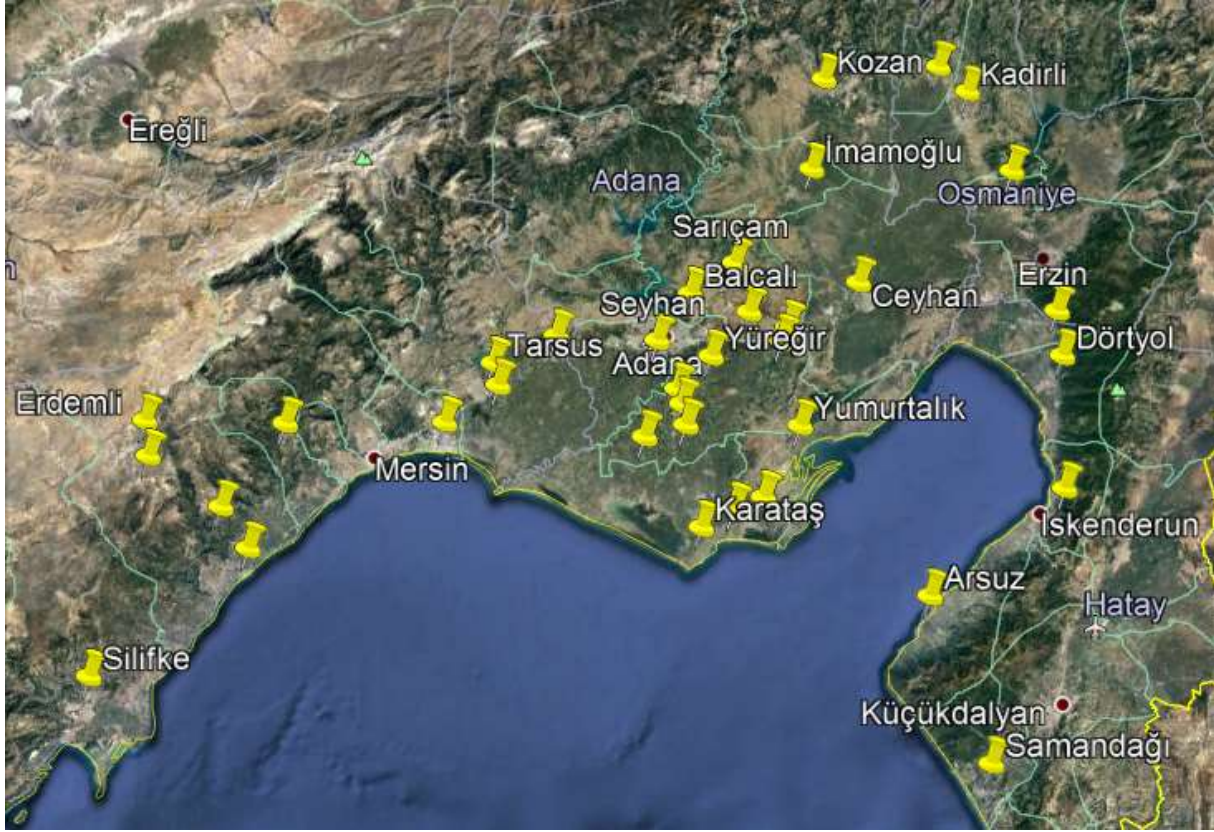 Kozan
Kadirli
Ereğli
İmamoğlu
Adana
Osmaniye
Sarıçam
Erzin
Balcalı
Ceyhan
Seyhan
Yüreğir
Dörtyol
Tarsus
Adana
Erdemli
Yumurtalık
Mersin
Karataş
İskenderun
Arsuz
Hatay
Silifke
Küçükdalyan
Samandağı